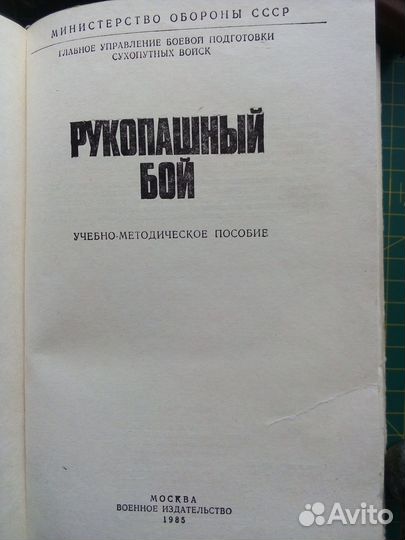 МИНИСТЕРСТВО ОБОРОНЫ СССР
ГЛАВНОЕ УПРАВЛЕНИЕ БОЕВОЙ ПОДГОТОВКИ
СУХОПУТНЫХ ВОЙСК
РУКОПАШНЫЙ
БОЙ
УЧЕБНО-МЕТОДИЧЕСКОЕ ПОСОБИЕ
МОСКВА
ВОЕННОЕ ИЗДАТЕЛЬСТВО
1985
Avito